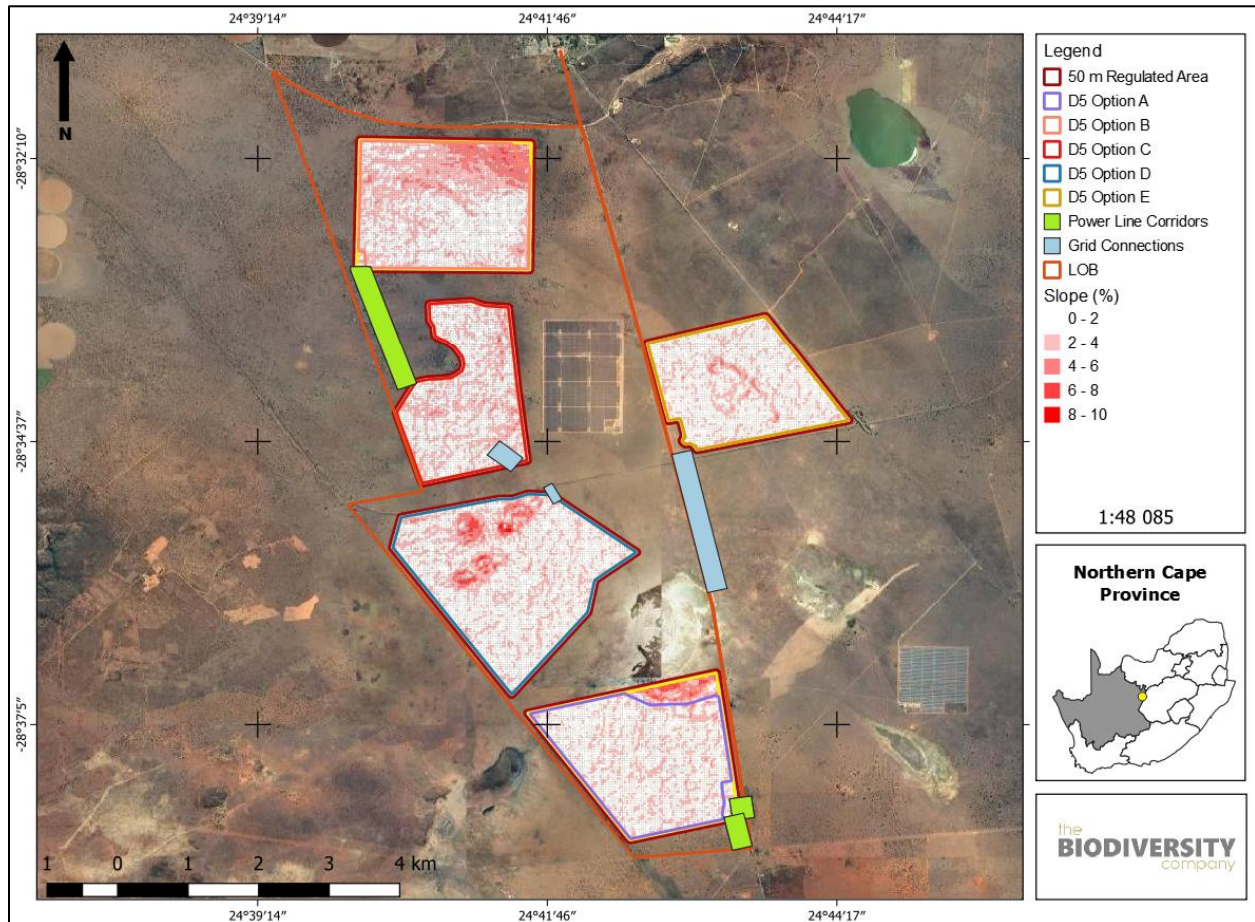 24°39′14″ 24°41′46″ 24°44′17″
N
-28°32′10″
-28°34′37″
-28°37′5″
1 0 1 2 3 4 km
24°39′14″ 24°41′46″ 24°44′17″
Legend
50 m Regulated Area
D5 Option A
D5 Option B
D5 Option C
D5 Option D
D5 Option E
Power Line Corridors
Grid Connections
LOB
Slope (%)
0 - 2
2 - 4
4 - 6
6 - 8
8 - 10
1:48 085
Northern Cape
Province
the
BIODIVERSITY
company